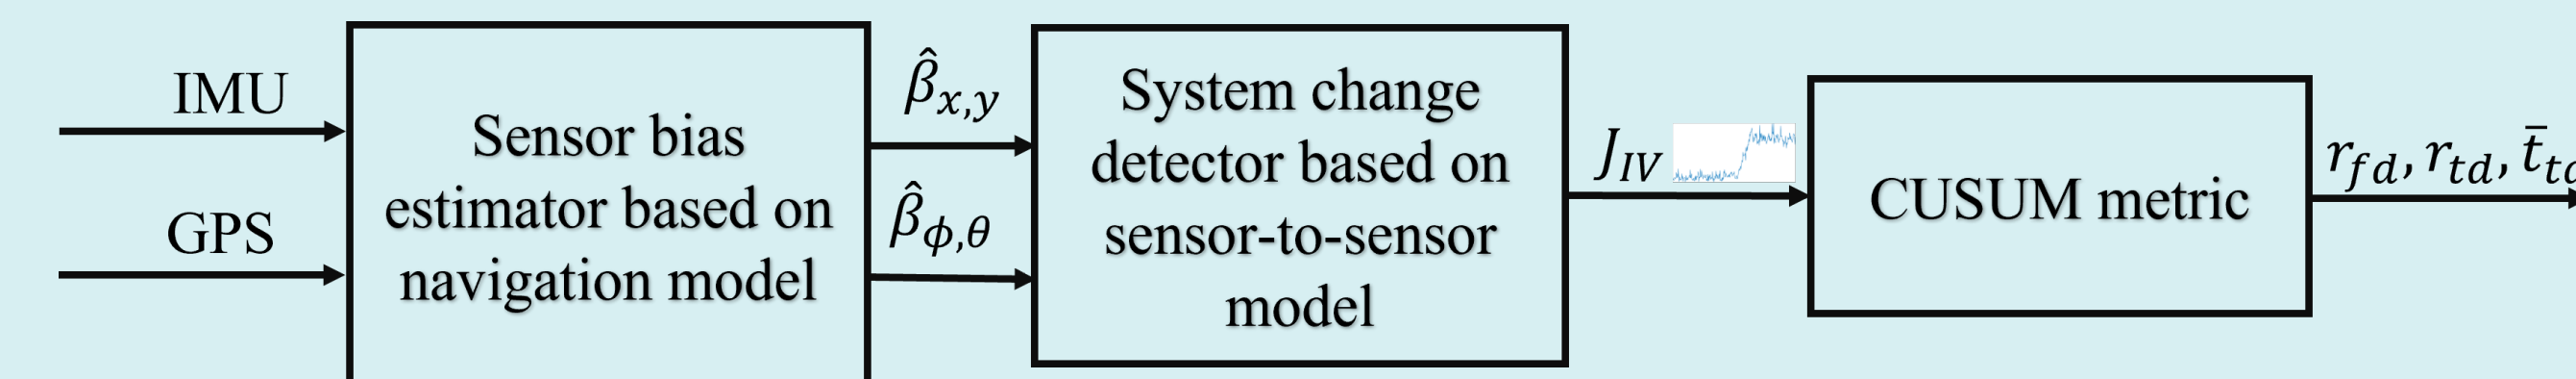 IMU
GPS
Sensor bias
estimator based on
navigation model
β̂x,y
β̂ϕ,θ
System change
detector based on
sensor-to-sensor
model
JIV
CUSUM metric
rfd, rtd, t̄td